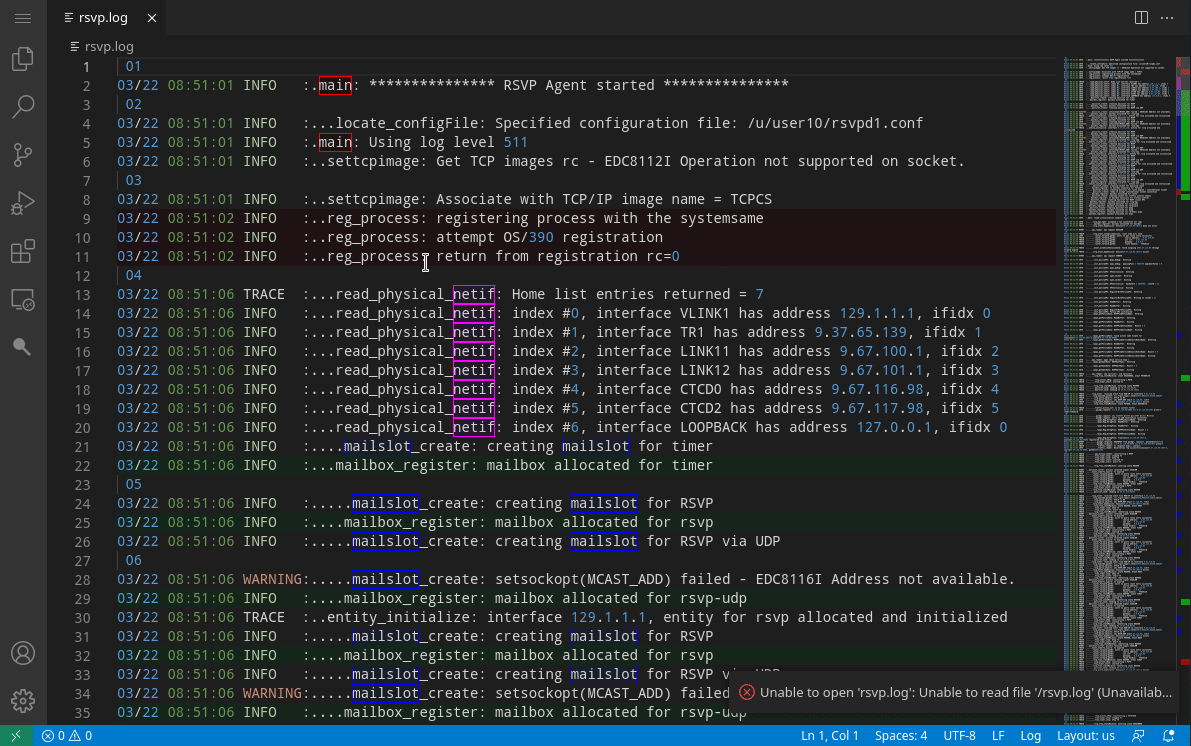 rsvp.log
rsvp.log
1 01
2 03/22 08:51:01 INFO :.main: *************** RSVP Agent started ***************
3 02
4 03/22 08:51:01 INFO :...locate_configFile: Specified configuration file: /u/user10/rsvpd1.conf
5 03/22 08:51:01 INFO :.main: Using log level 511
6 03/22 08:51:01 INFO :..settcpimage: Get TCP images rc - EDC8112I Operation not supported on socket.
7 03
8 03/22 08:51:01 INFO :..settcpimage: Associate with TCP/IP image name = TCPCS
9 03/22 08:51:02 INFO :..reg_process: registering process with the systemsame
10 03/22 08:51:02 INFO :..reg_process: attempt OS/390 registration
11 03/22 08:51:02 INFO :..reg_process: return from registration rc=0
12 04
13 03/22 08:51:06 TRACE :...read_physical_netif: Home list entries returned = 7
14 03/22 08:51:06 INFO :...read_physical_netif: index #0, interface VLINK1 has address 129.1.1.1, ifidx 0
15 03/22 08:51:06 INFO :...read_physical_netif: index #1, interface TR1 has address 9.37.65.139, ifidx 1
16 03/22 08:51:06 INFO :...read_physical_netif: index #2, interface LINK11 has address 9.67.100.1, ifidx 2
17 03/22 08:51:06 INFO :...read_physical_netif: index #3, interface LINK12 has address 9.67.101.1, ifidx 3
18 03/22 08:51:06 INFO :...read_physical_netif: index #4, interface CTCD0 has address 9.67.116.98, ifidx 4
19 03/22 08:51:06 INFO :...read_physical_netif: index #5, interface CTCD2 has address 9.67.117.98, ifidx 5
20 03/22 08:51:06 INFO :...read_physical_netif: index #6, interface LOOPBACK has address 127.0.0.1, ifidx 0
21 03/22 08:51:06 INFO :....mailslot_create: creating mailslot for timer
22 03/22 08:51:06 INFO :...mailbox_register: mailbox allocated for timer
23 05
24 03/22 08:51:06 INFO :.....mailslot_create: creating mailslot for RSVP
25 03/22 08:51:06 INFO :....mailbox_register: mailbox allocated for rsvp
26 03/22 08:51:06 INFO :.....mailslot_create: creating mailslot for RSVP via UDP
27 06
28 03/22 08:51:06 WARNING:.....mailslot_create: setsockopt(MCAST_ADD) failed - EDC8116I Address not available.
29 03/22 08:51:06 INFO :....mailbox_register: mailbox allocated for rsvp-udp
30 03/22 08:51:06 TRACE :..entity_initialize: interface 129.1.1.1, entity for rsvp allocated and initialized
31 03/22 08:51:06 INFO :.....mailslot_create: creating mailslot for RSVP
32 03/22 08:51:06 INFO :....mailbox_register: mailbox allocated for rsvp
33 03/22 08:51:06 INFO :.....mailslot_create: creating mailslot for RSVP via UDP
34 03/22 08:51:06 WARNING:.....mailslot_create: setsockopt(MCAST_ADD) failed
35 03/22 08:51:06 INFO :....mailbox_register: mailbox allocated for rsvp-udp
Unable to open 'rsvp.log': Unable to read file '/rsvp.log' (Unavailab...
0 0 Ln 1, Col 1 Spaces: 4 UTF-8 LF Log Layout: us